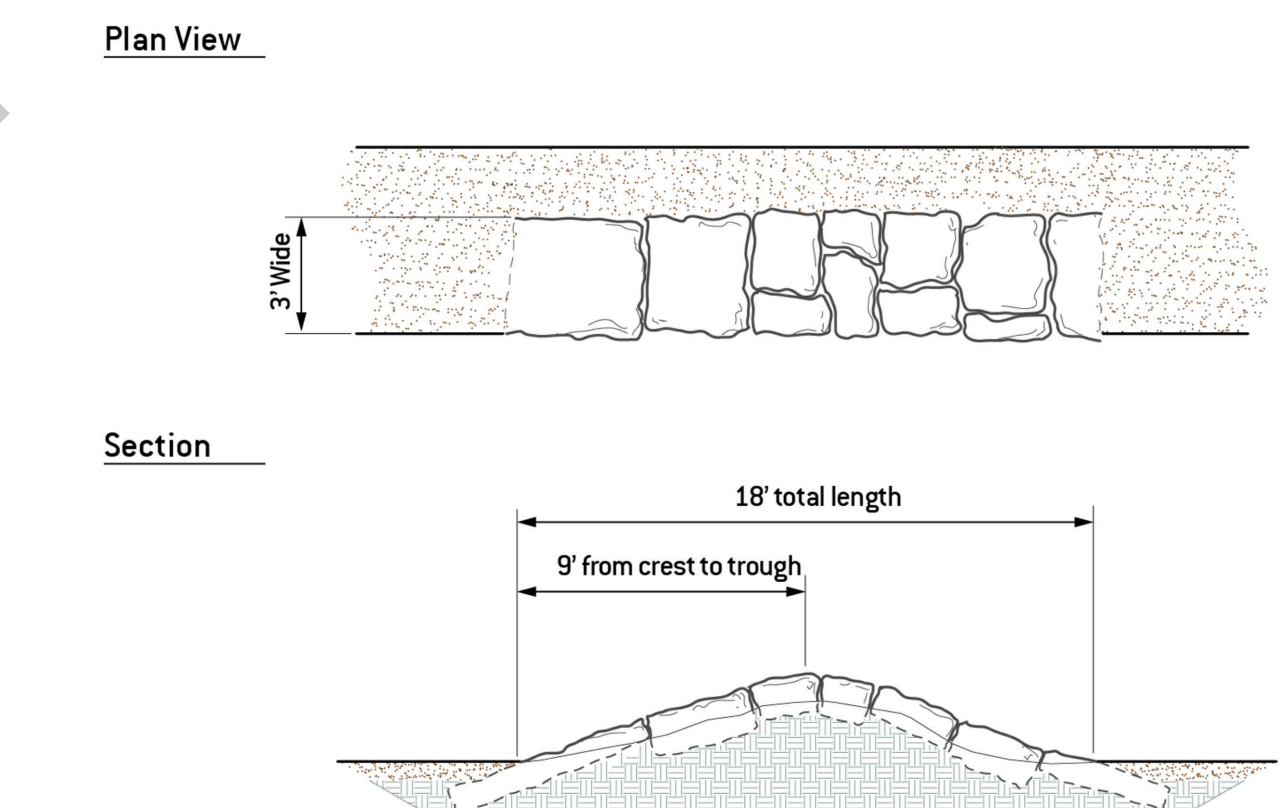 Plan View
3’ Wide
Section
18’ total length
9’ from crest to trough